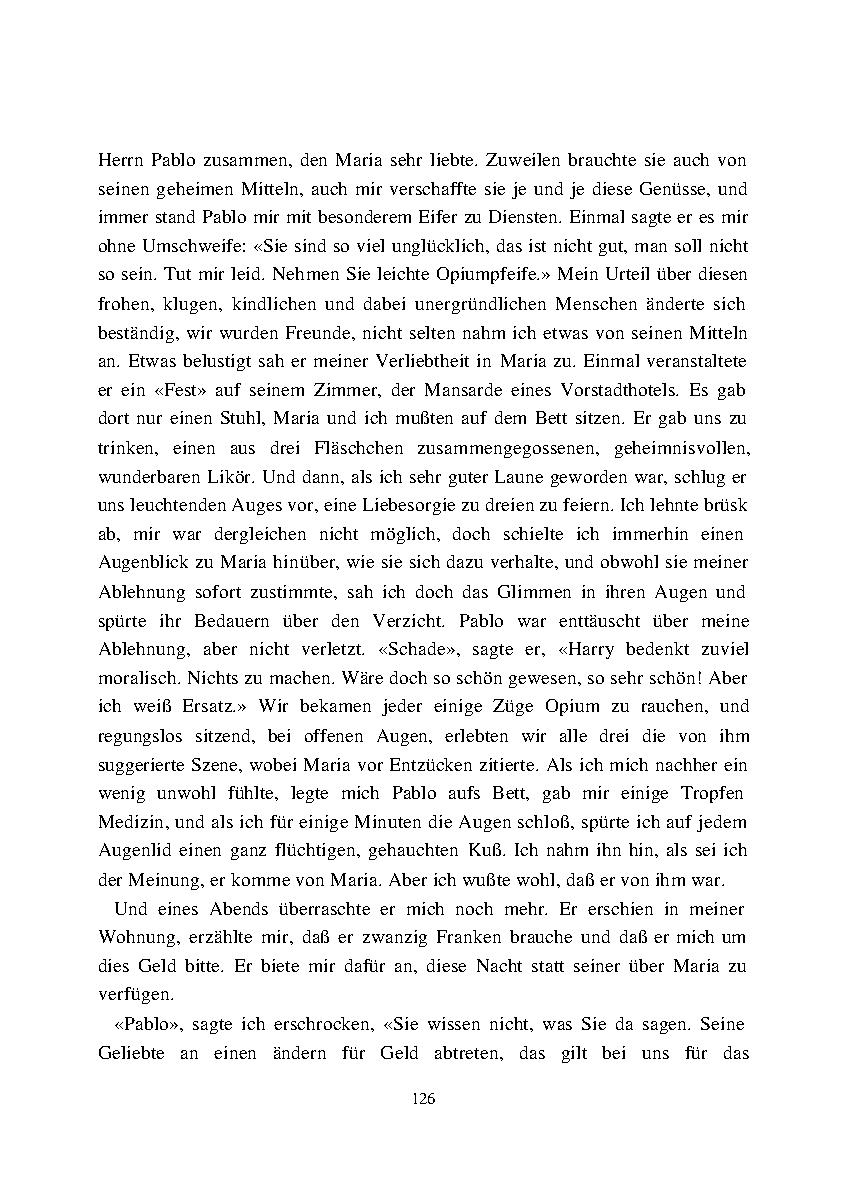 Herrn Pablo zusammen, den Maria sehr liebte. Zuweilen brauchte sie auch von
seinen geheimen Mitteln, auch mir verschaffte sie je und je diese Genüsse, und
immer stand Pablo mir mit besonderem Eifer zu Diensten. Einmal sagte er es mir
ohne Umschweife: «Sie sind so viel unglücklich, das ist nicht gut, man soll nicht
so sein. Tut mir leid. Nehmen Sie leichte Opiumpfeife.» Mein Urteil über diesen
frohen, klugen, kindlichen und dabei unergründlichen Menschen änderte sich
beständig, wir wurden Freunde, nicht selten nahm ich etwas von seinen Mitteln
an. Etwas belustigt sah er meiner Verliebtheit in Maria zu. Einmal veranstaltete
er ein «Fest» auf seinem Zimmer, der Mansarde eines Vorstadthotels. Es gab
dort nur einen Stuhl, Maria und ich mußten auf dem Bett sitzen. Er gab uns zu
trinken, einen aus drei Fläschchen zusammengegossenen, geheimnisvollen,
wunderbaren Likör. Und dann, als ich sehr guter Laune geworden war, schlug er
uns leuchtenden Auges vor, eine Liebesorgie zu dreien zu feiern. Ich lehnte brüsk
ab, mir war dergleichen nicht möglich, doch schielte ich immerhin einen
Augenblick zu Maria hinüber, wie sie sich dazu verhalte, und obwohl sie meiner
Ablehnung sofort zustimmte, sah ich doch das Glimmen in ihren Augen und
spürte ihr Bedauern über den Verzicht. Pablo war enttäuscht über meine
Ablehnung, aber nicht verletzt. «Schade», sagte er, «Harry bedenkt zuviel
moralisch. Nichts zu machen. Wäre doch so schön gewesen, so sehr schön! Aber
ich weiß Ersatz.» Wir bekamen jeder einige Züge Opium zu rauchen, und
regungslos sitzend, bei offenen Augen, erlebten wir alle drei die von ihm
suggerierte Szene, wobei Maria vor Entzücken zitierte. Als ich mich nachher ein
wenig unwohl fühlte, legte mich Pablo aufs Bett, gab mir einige Tropfen
Medizin, und als ich für einige Minuten die Augen schloß, spürte ich auf jedem
Augenlid einen ganz flüchtigen, gehauchten Kuß. Ich nahm ihn hin, als sei ich
der Meinung, er komme von Maria. Aber ich wußte wohl, daß er von ihm war.
Und eines Abends überraschte er mich noch mehr. Er erschien in meiner
Wohnung, erzählte mir, daß er zwanzig Franken brauche und daß er mich um
dies Geld bitte. Er biete mir dafür an, diese Nacht statt seiner über Maria zu
verfügen.
«Pablo», sagte ich erschrocken, «Sie wissen nicht, was Sie da sagen. Seine
Geliebte an einen ändern für Geld abtreten, das gilt bei uns für das
126